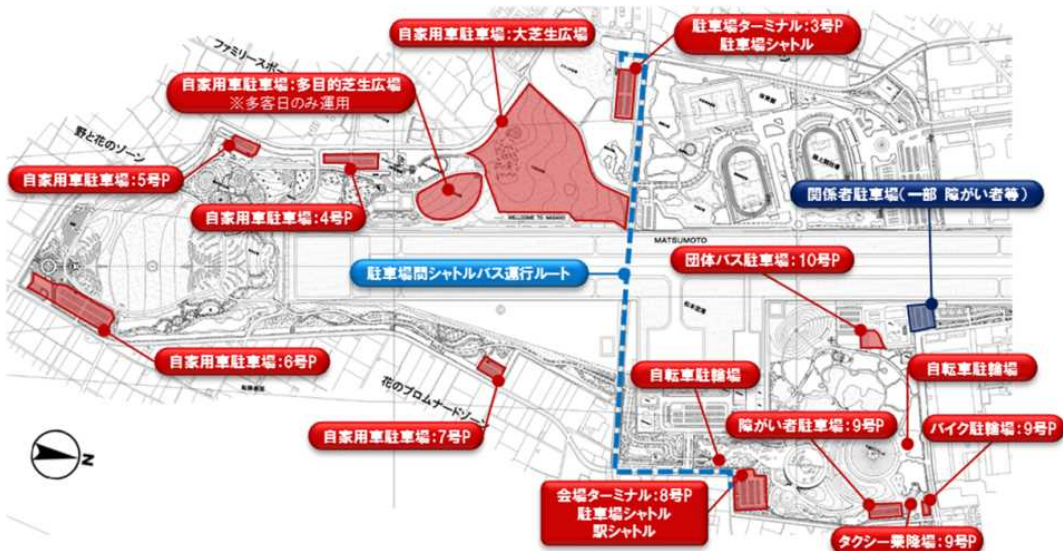 自家用車駐車場:大芝生広場
駐車場ターミナル:3号P
駐車場シャトル
自家用車駐車場:多目的芝生広場
※多客日のみ運用
野と花のゾーン
自家用車駐車場:5号P
自家用車駐車場:4号P
関係者駐車場(一部 障がい者等)
MATSUMOTO
団体バス駐車場:10号P
駐車場間シャトルバス運行ルート
自家用車駐車場:6号P
花のプロムナードゾーン
自転車駐輪場
自転車駐輪場
自家用車駐車場:7号P
障がい者駐車場:9号P
バイク駐輪場:9号P
N
会場ターミナル:8号P
駐車場シャトル
駅シャトル
タクシー乗降場:9号P